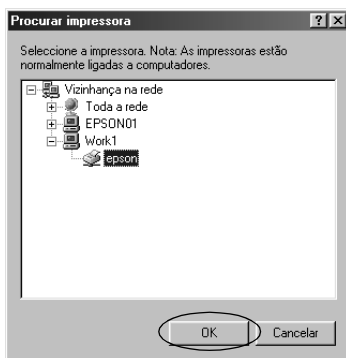 Procurar impressora
Seleccione a impressora. Nota: As impressoras estão
normalmente ligadas a computadores.
Vizinhança na rede
Toda a rede
EPSON01
Work1
epson
OK
Cancelar